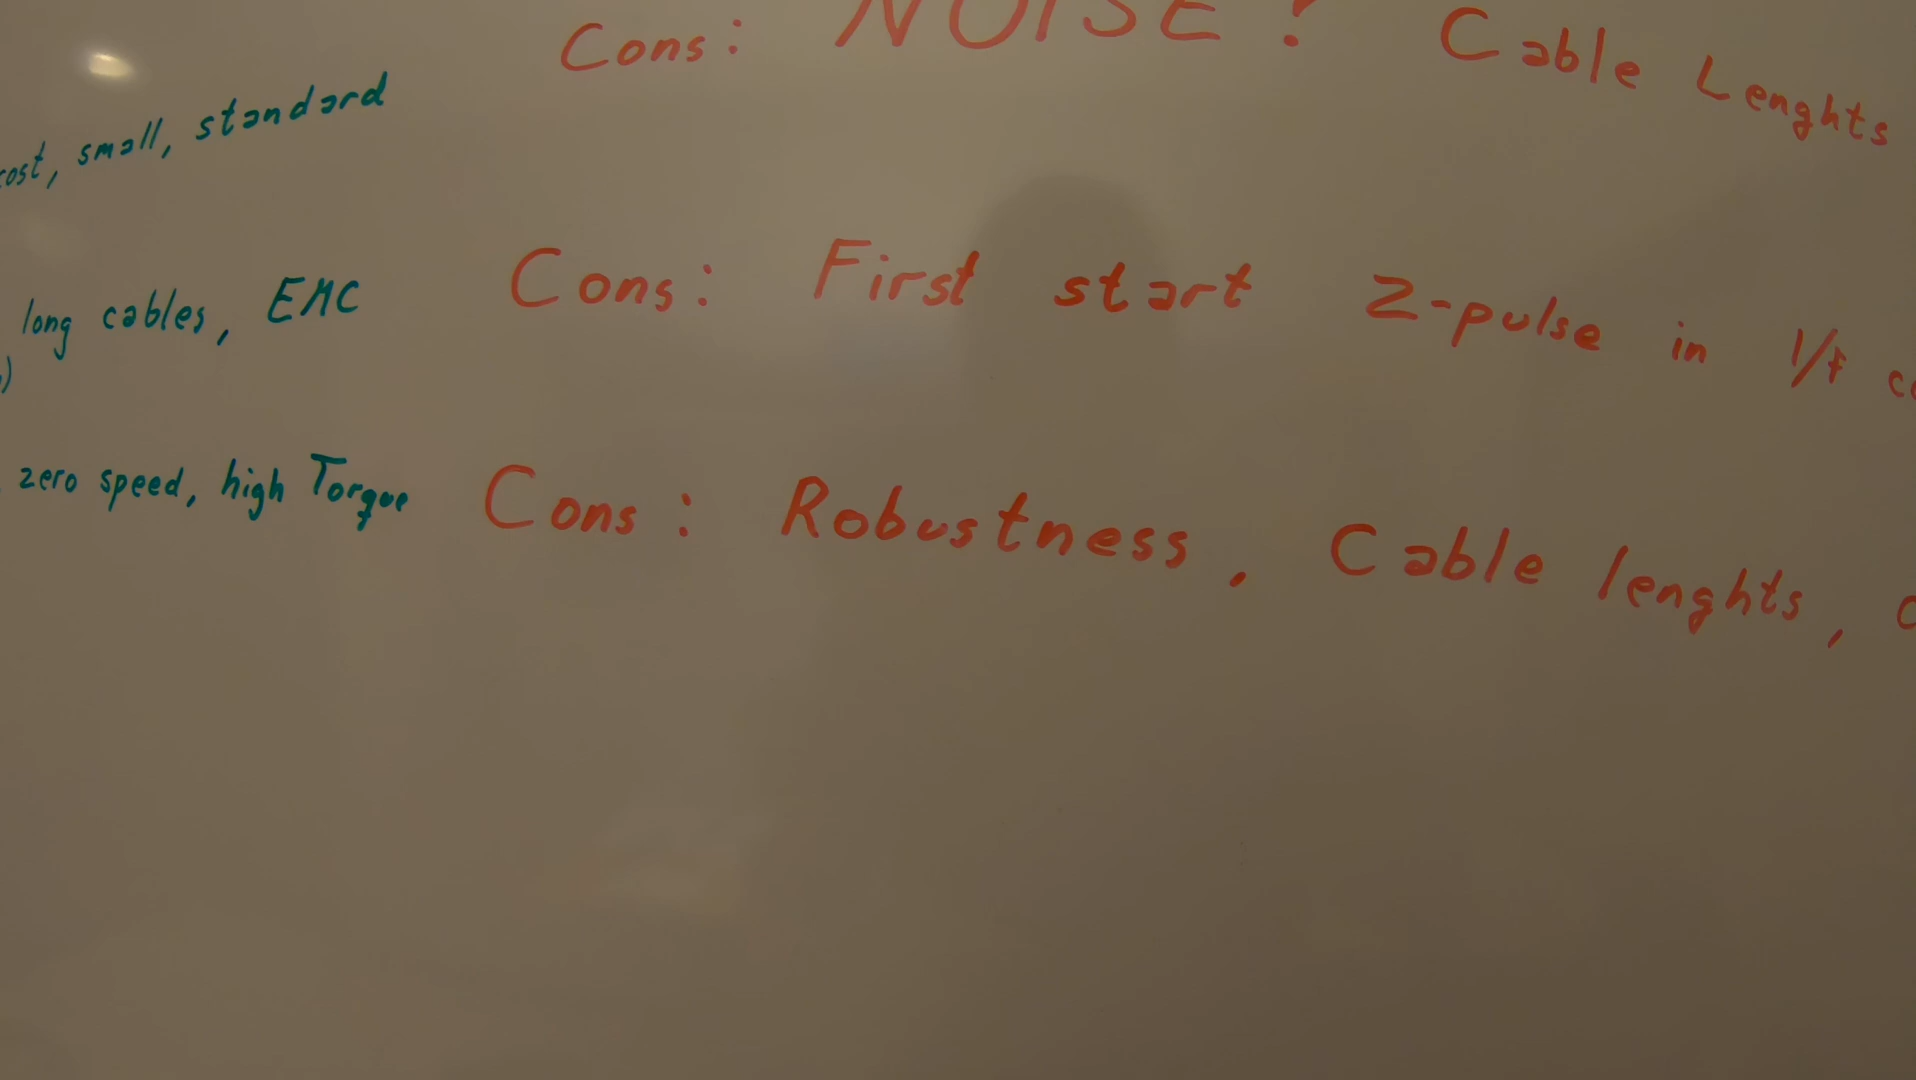 cost, small, standard Cons: NOISE! Cable Lenghts
long cables, EMC Cons: First start Z-pulse in 1/F
zero speed, high Torque Cons: Robustness, Cable lenghts,